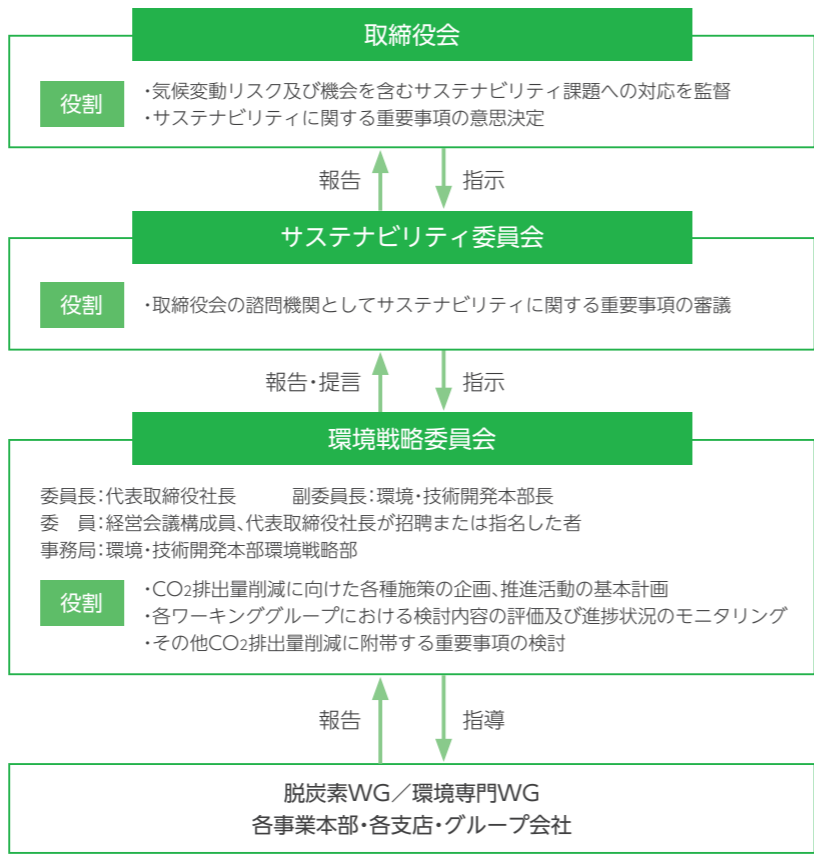 取締役会
役割
・気候変動リスク及び機会を含むサステナビリティ課題への対応を監督
・サステナビリティに関する重要事項の意思決定
報告 指示
サステナビリティ委員会
役割
・取締役会の諮問機関としてサステナビリティに関する重要事項の審議
報告・提言 指示
環境戦略委員会
委員長：代表取締役社長　　　副委員長：環境・技術開発本部長
委　員：経営会議構成員、代表取締役社長が招聘または指名した者
事務局：環境・技術開発本部環境戦略部
役割
・CO2排出量削減に向けた各種施策の企画、推進活動の基本計画
・各ワーキンググループにおける検討内容の評価及び進捗状況のモニタリング
・その他CO2排出量削減に附帯する重要事項の検討
報告 指導
脱炭素WG／環境専門WG
各事業本部・各支店・グループ会社